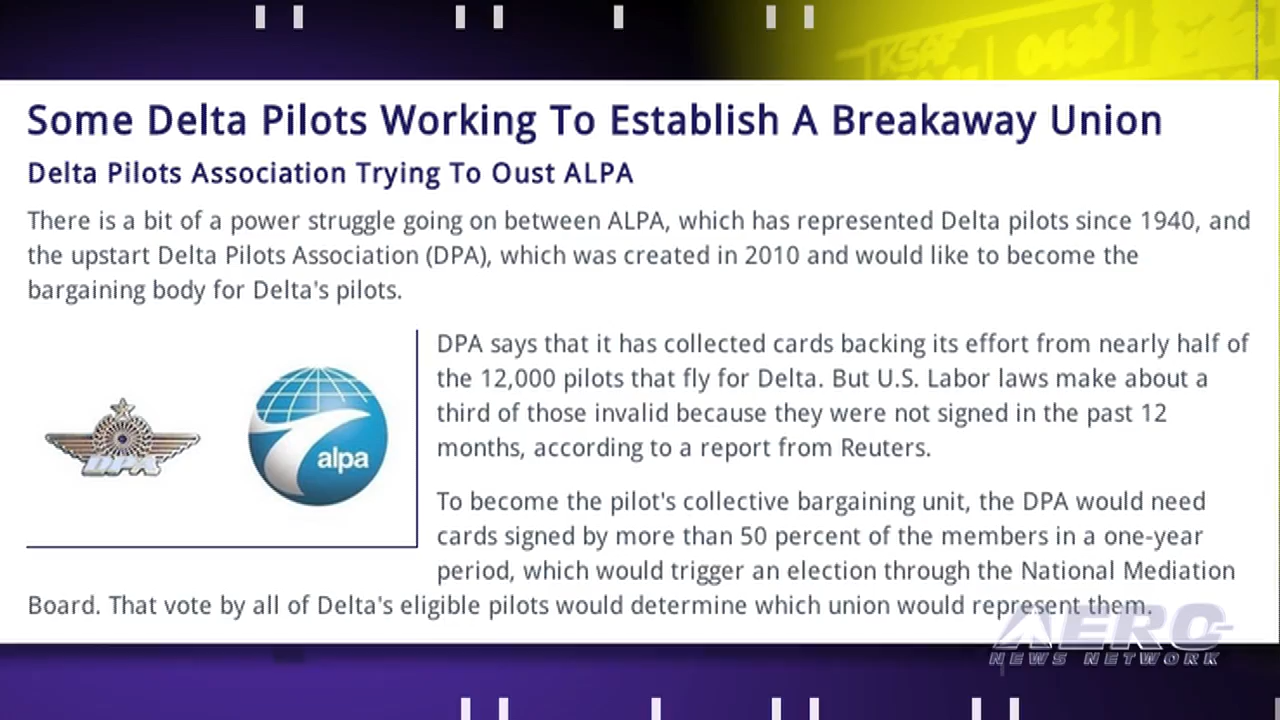 KSAF
Some Delta Pilots Working To Establish A Breakaway Union
Delta Pilots Association Trying To Oust ALPA
There is a bit of a power struggle going on between ALPA, which has represented Delta pilots since 1940, and
the upstart Delta Pilots Association (DPA), which was created in 2010 and would like to become the
bargaining body for Delta's pilots.
DPA says that it has collected cards backing its effort from nearly half of
the 12,000 pilots that fly for Delta. But U.S. Labor laws make about a
third of those invalid because they were not signed in the past 12
months, according to a report from Reuters.
DPA
alpa
To become the pilot's collective bargaining unit, the DPA would need
cards signed by more than 50 percent of the members in a one-year
period, which would trigger an election through the National Mediation
Board. That vote by all of Delta's eligible pilots would determine which union would represent them.
AERO
NEWS NETWORK